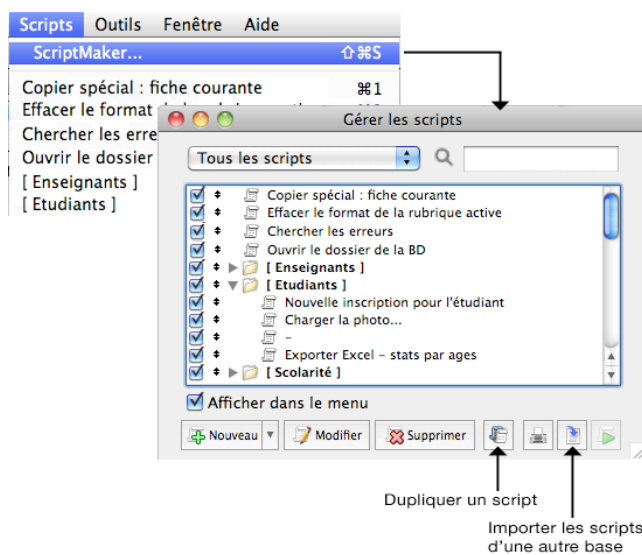 Scripts Outils Fenêtre Aide
ScriptMaker... ⇧⌘S
Copier spécial : fiche courante ⌘1
Effacer le format
Chercher les erre
Ouvrir le dossier
[ Enseignants ]
[ Etudiants ]
Gérer les scripts
Tous les scripts
Copier spécial : fiche courante
Effacer le format de la rubrique active
Chercher les erreurs
Ouvrir le dossier de la BD
[ Enseignants ]
[ Etudiants ]
Nouvelle inscription pour l'étudiant
Charger la photo...
–
Exporter Excel – stats par ages
[ Scolarité ]
Afficher dans le menu
Nouveau Modifier Supprimer
Dupliquer un script
Importer les scripts
d'une autre base